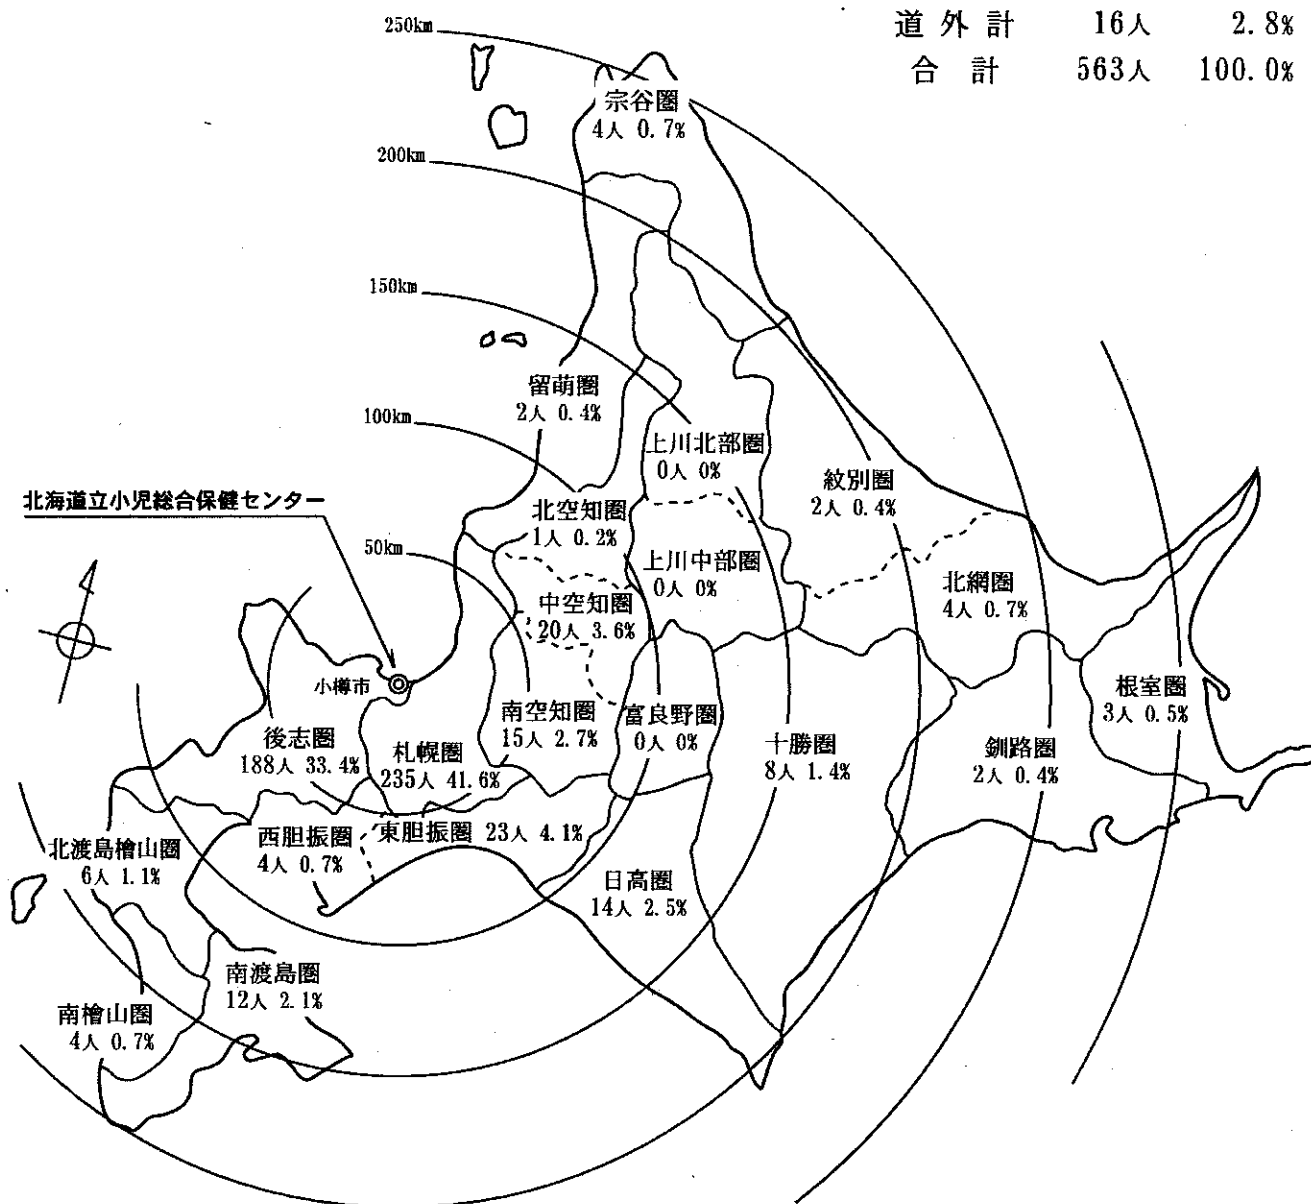 道外計 16人 2.8%
合計 563人 100.0%
250km
宗谷圏
4人 0.7%
200km
150km
留萌圏
2人 0.4%
100km
上川北部圏
0人 0%
紋別圏
2人 0.4%
北海道立小児総合保健センター
北空知圏
1人 0.2%
50km
上川中部圏
0人 0%
北網圏
4人 0.7%
中空知圏
20人 3.6%
小樽市
根室圏
3人 0.5%
南空知圏
15人 2.7%
富良野圏
0人 0%
後志圏
188人 33.4%
札幌圏
235人 41.6%
十勝圏
8人 1.4%
釧路圏
2人 0.4%
西胆振圏
4人 0.7%
東胆振圏 23人 4.1%
北渡島檜山圏
6人 1.1%
日高圏
14人 2.5%
南渡島圏
12人 2.1%
南檜山圏
4人 0.7%